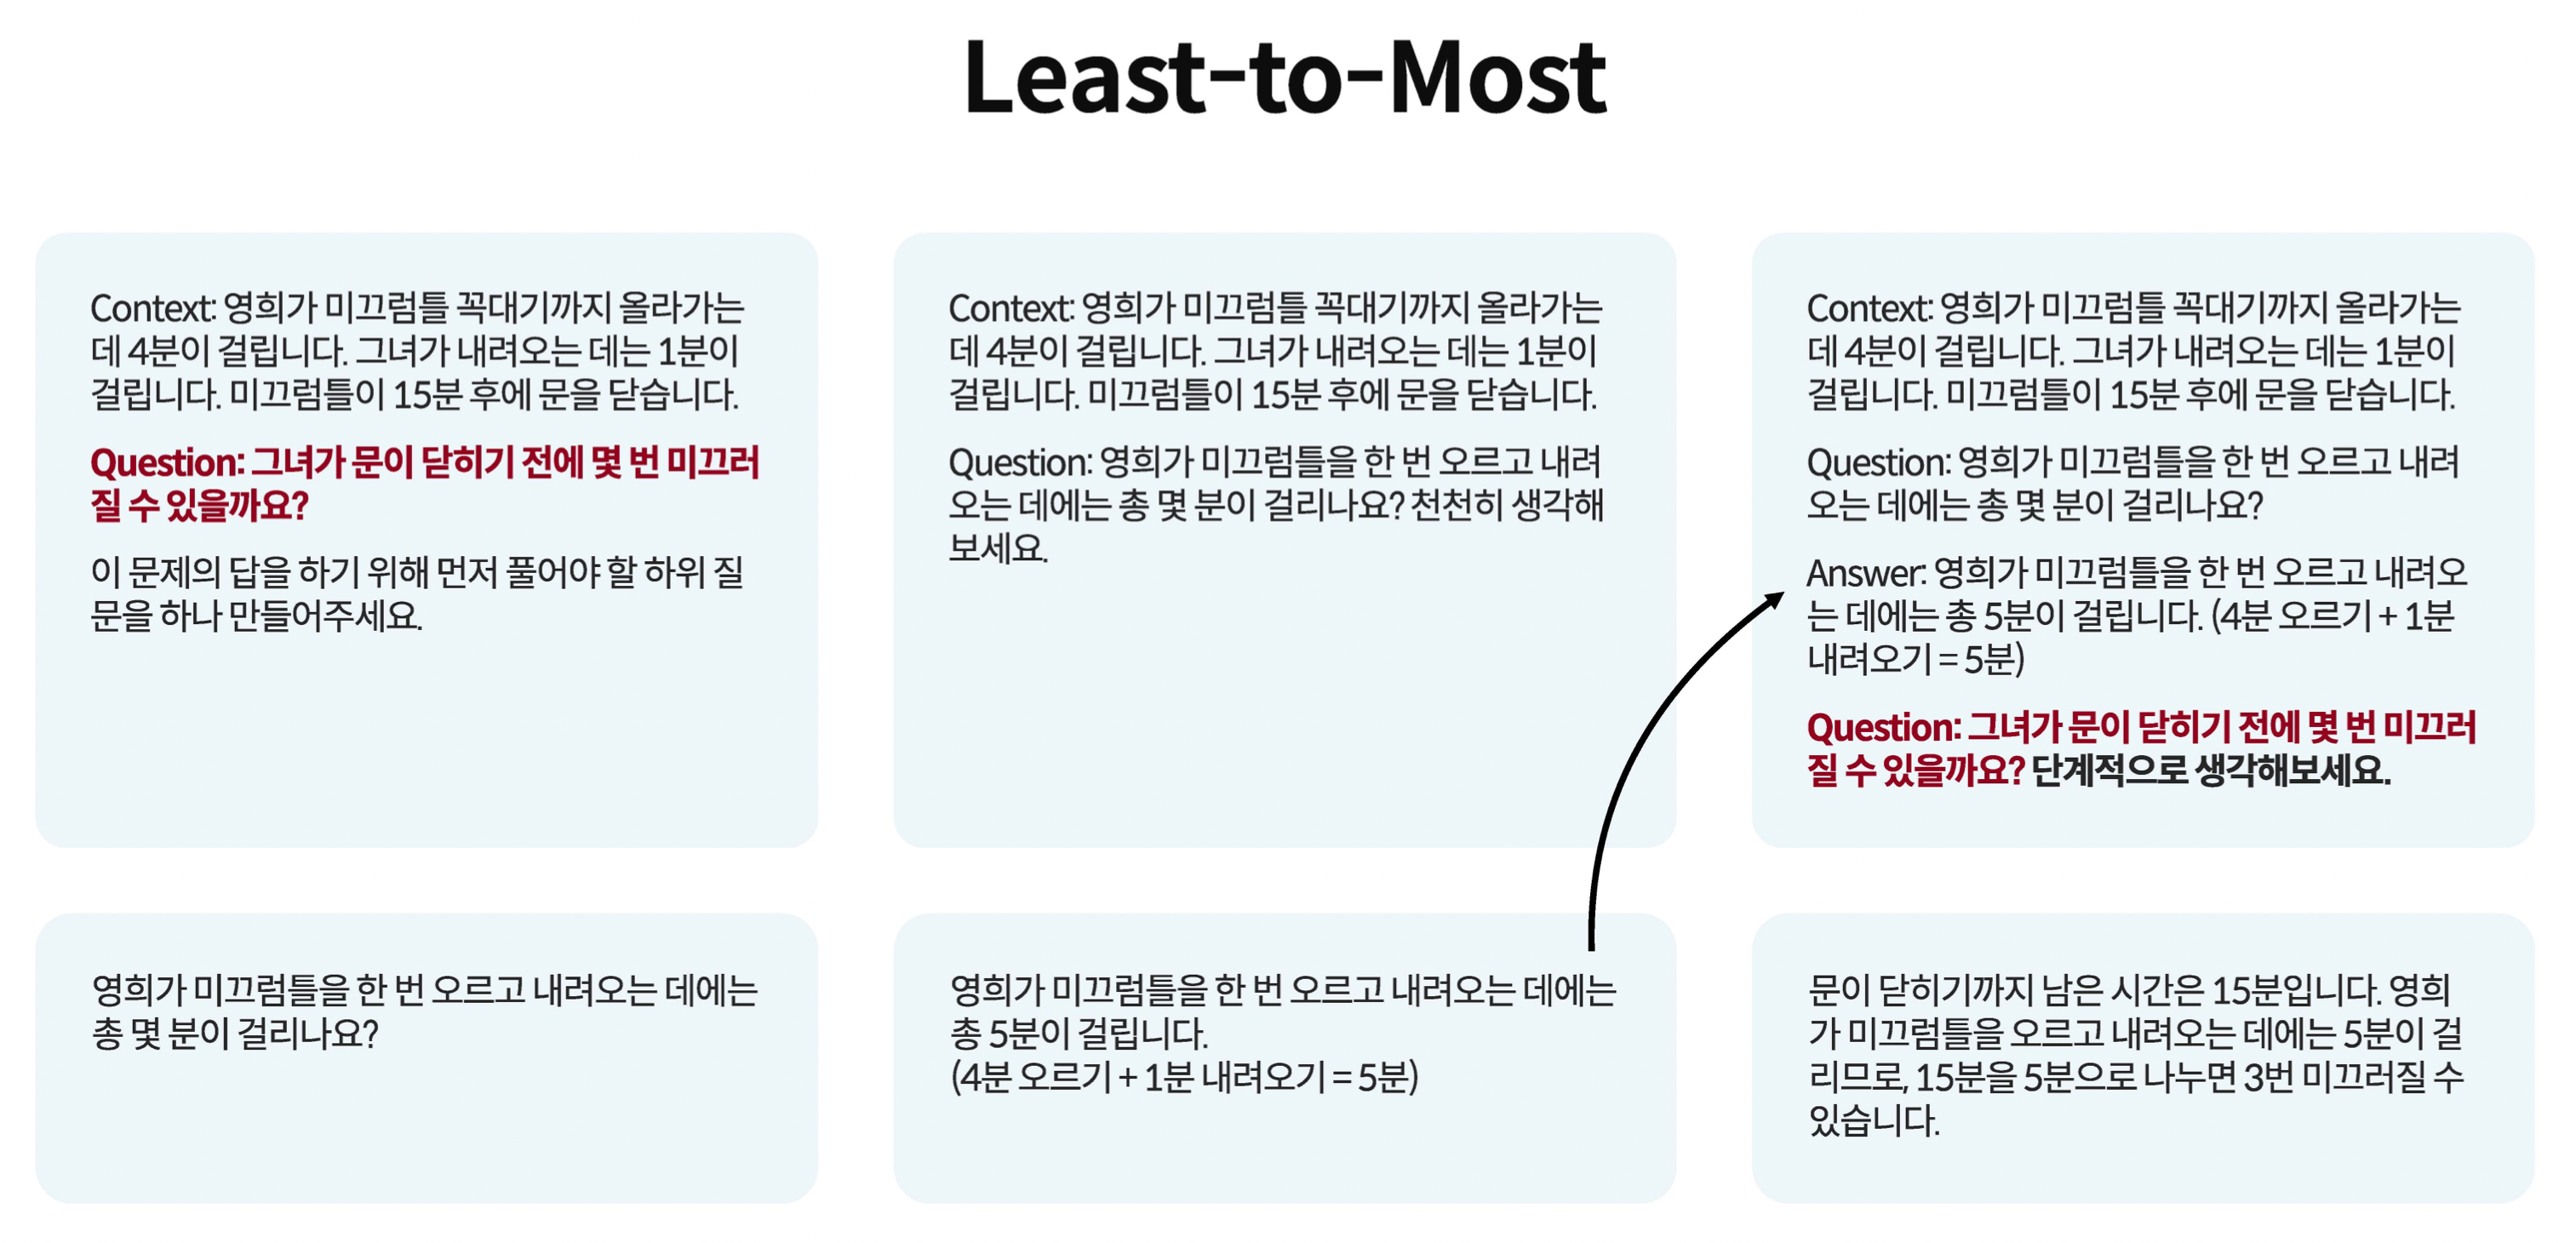 Least-to-Most
Context: 영희가 미끄럼틀 꼭대기까지 올라가는
데 4분이 걸립니다. 그녀가 내려오는 데는 1분이
걸립니다. 미끄럼틀이 15분 후에 문을 닫습니다.
Question: 그녀가 문이 닫히기 전에 몇 번 미끄러
질 수 있을까요?
이 문제의 답을 하기 위해 먼저 풀어야 할 하위 질
문을 하나 만들어주세요.
영희가 미끄럼틀을 한 번 오르고 내려오는 데에는
총 몇 분이 걸리나요?
Context: 영희가 미끄럼틀 꼭대기까지 올라가는
데 4분이 걸립니다. 그녀가 내려오는 데는 1분이
걸립니다. 미끄럼틀이 15분 후에 문을 닫습니다.
Question: 영희가 미끄럼틀을 한 번 오르고 내려
오는 데에는 총 몇 분이 걸리나요? 천천히 생각해
보세요.
영희가 미끄럼틀을 한 번 오르고 내려오는 데에는
총 5분이 걸립니다.
(4분 오르기 + 1분 내려오기 = 5분)
Context: 영희가 미끄럼틀 꼭대기까지 올라가는
데 4분이 걸립니다. 그녀가 내려오는 데는 1분이
걸립니다. 미끄럼틀이 15분 후에 문을 닫습니다.
Question: 영희가 미끄럼틀을 한 번 오르고 내려
오는 데에는 총 몇 분이 걸리나요?
Answer: 영희가 미끄럼틀을 한 번 오르고 내려오
는 데에는 총 5분이 걸립니다. (4분 오르기 + 1분
내려오기 = 5분)
Question: 그녀가 문이 닫히기 전에 몇 번 미끄러
질 수 있을까요? 단계적으로 생각해보세요.
문이 닫히기까지 남은 시간은 15분입니다. 영희
가 미끄럼틀을 오르고 내려오는 데에는 5분이 걸
리므로, 15분을 5분으로 나누면 3번 미끄러질 수
있습니다.